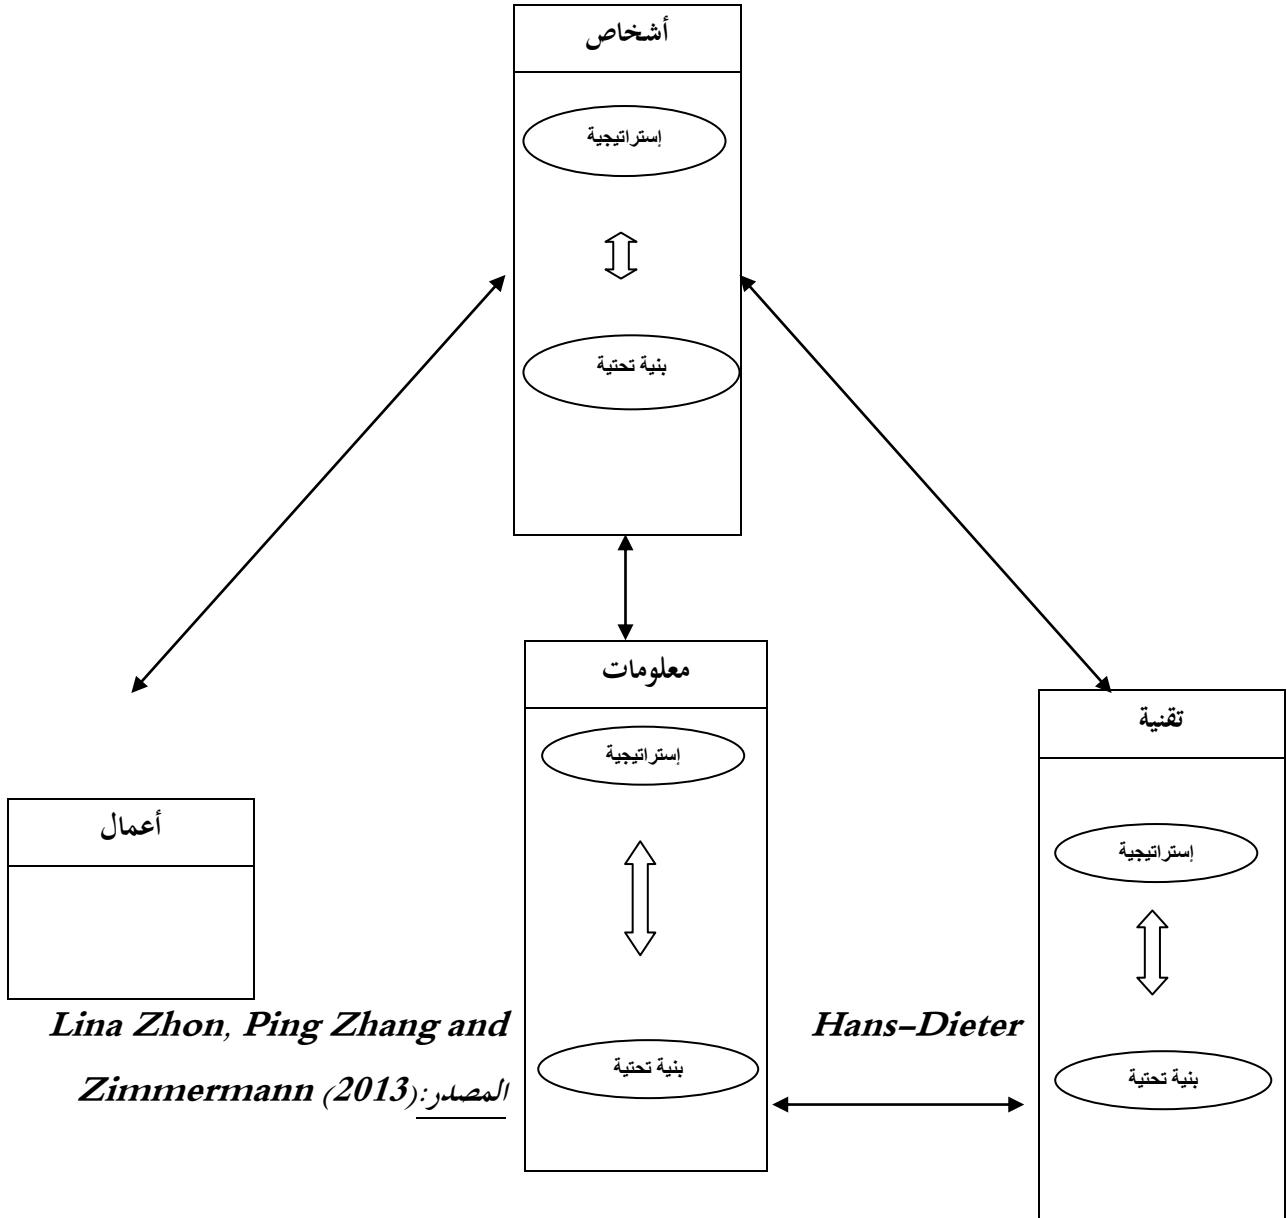 أشخاص
إستراتيجية
بنية تحتية
معلومات
إستراتيجية
بنية تحتية
تقنية
إستراتيجية
بنية تحتية
أعمال
Lina Zhon, Ping Zhang and Hans-Dieter
Zimmermann (2013):المصدر